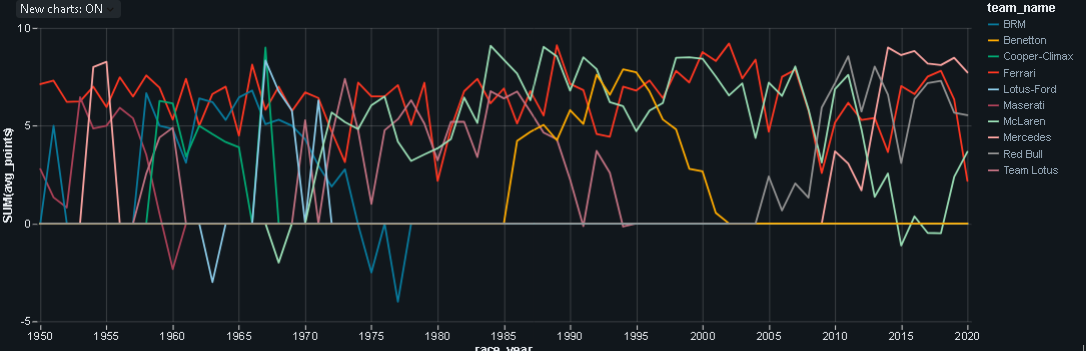 New charts: ON
team_name
BRM
Benetton
Cooper-Climax
Ferrari
Lotus-Ford
Maserati
McLaren
Mercedes
Red Bull
Team Lotus
SUM(avg_points)
10
5
0
-5
1950 1955 1960 1965 1970 1975 1980 1985 1990 1995 2000 2005 2010 2015 2020
race_year